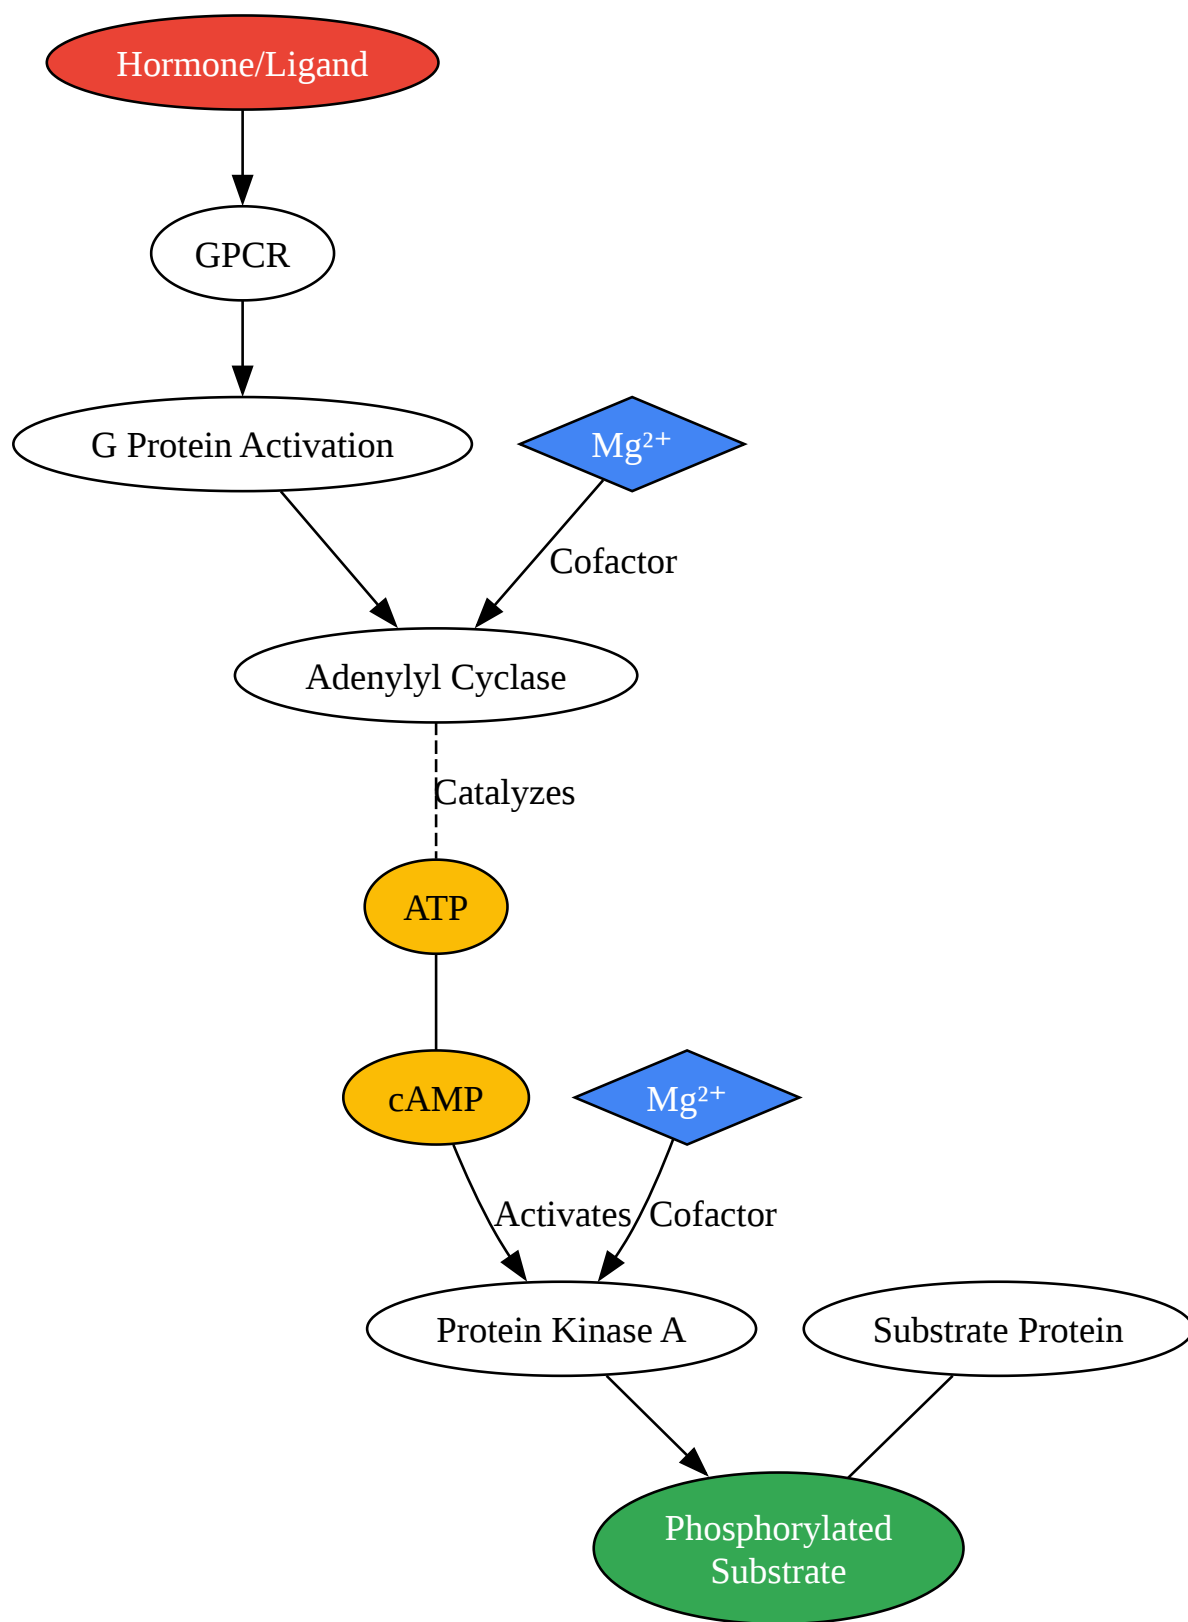 Hormone/Ligand
GPCR
G Protein Activation
Mg²⁺
Cofactor
Adenylyl Cyclase
Catalyzes
ATP
cAMP
Mg²⁺
Activates
Cofactor
Protein Kinase A
Substrate Protein
Phosphorylated
Substrate